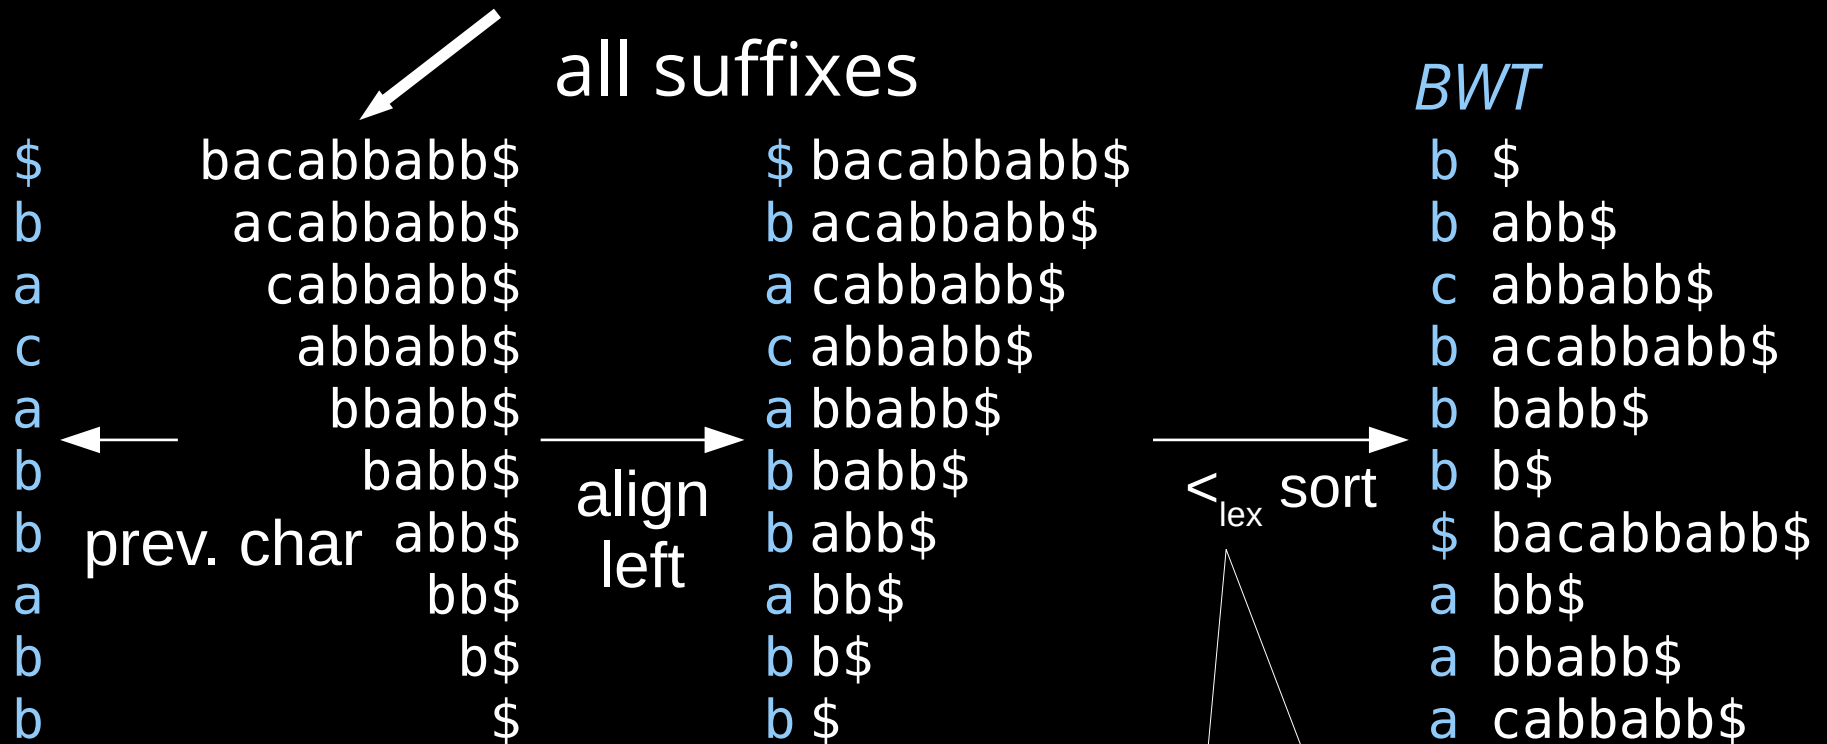 all suffixes
BWT
$ bacabbabb$ $ bacabbabb$ b $
b acabbabb$ b acabbabb$ b abb$
a cabbabb$ a cabbabb$ c abbabb$
c abbabb$ c abbabb$ b acabbabb$
a bbabb$ a bbabb$ b babb$
b babb$ b babb$ b b$
align
left
<lex sort
prev. char
b abb$ b abb$ $ bacabbabb$
a bb$ a bb$ a bb$
b b$ b b$ a bbabb$
b $ b $ a cabbabb$